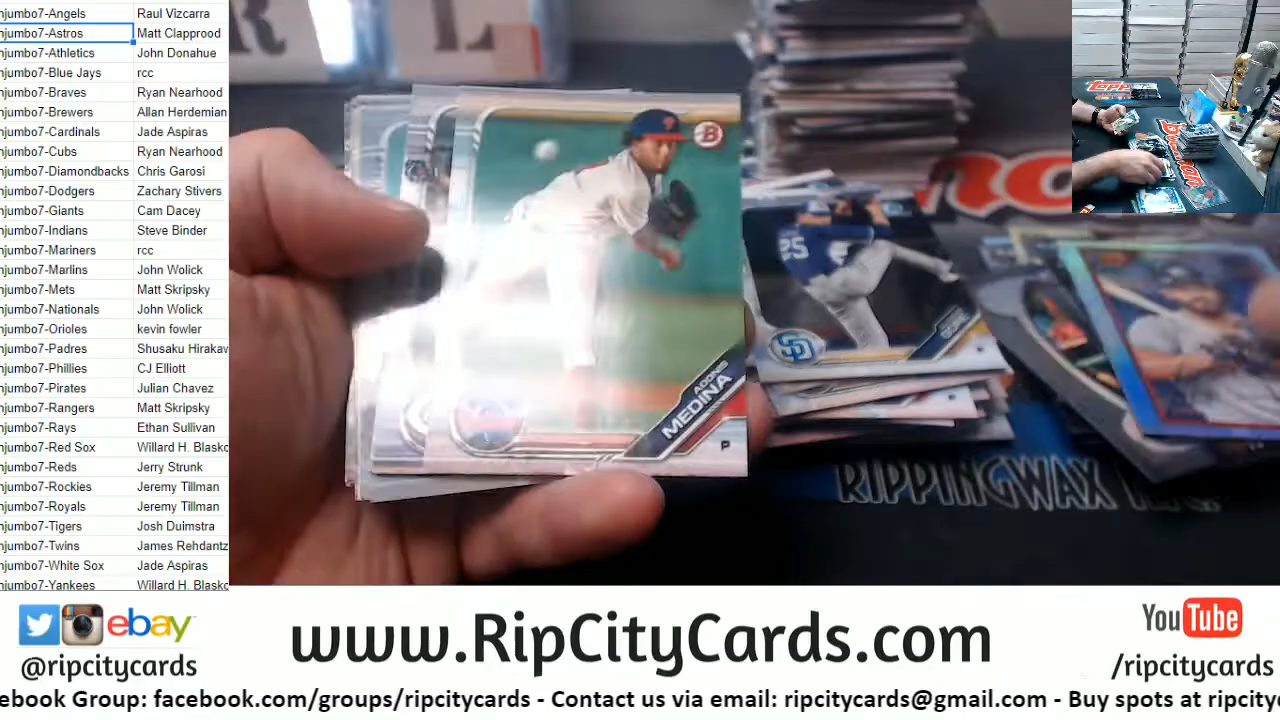 njumbo7-Angels Raul Vizcarra
njumbo7-Astros Matt Clapprood
njumbo7-Athletics John Donahue
njumbo7-Blue Jays rcc
njumbo7-Braves Ryan Nearhood
njumbo7-Brewers Allan Herdeman
njumbo7-Cardinals Jade Aspiras
njumbo7-Cubs Ryan Nearhood
njumbo7-Diamondbacks Chris Garosi
njumbo7-Dodgers Zachary Stivers
njumbo7-Giants Cam Dacey
njumbo7-Indians Steve Binder
njumbo7-Mariners rcc
njumbo7-Marlins John Wolick
njumbo7-Mets Matt Skripsky
njumbo7-Nationals John Wolick
njumbo7-Orioles kevin fowler
njumbo7-Padres Shusaku Hirakav
njumbo7-Phillies CJ Elliott
njumbo7-Pirates Julian Chavez
njumbo7-Rangers Matt Skripsky
njumbo7-Rays Ethan Sullivan
njumbo7-Red Sox Willard H. Blasko
njumbo7-Reds Jerry Strunk
njumbo7-Rockies Jeremy Tillman
njumbo7-Royals Jeremy Tillman
njumbo7-Tigers Josh Duimstra
njumbo7-Twins James Rehdantz
njumbo7-White Sox Jade Aspiras
njumbo7-Yankees Willard H. Blasko
R L
B
ADONIS
MEDINA
P
25
SD
RIPPINGWAX
Topps
Bowman
ebay
@ripcitycards
www.RipCityCards.com
YouTube
/ripcitycards
ebook Group: facebook.com/groups/ripcitycards - Contact us via email: ripcitycards@gmail.com - Buy spots at ripcity